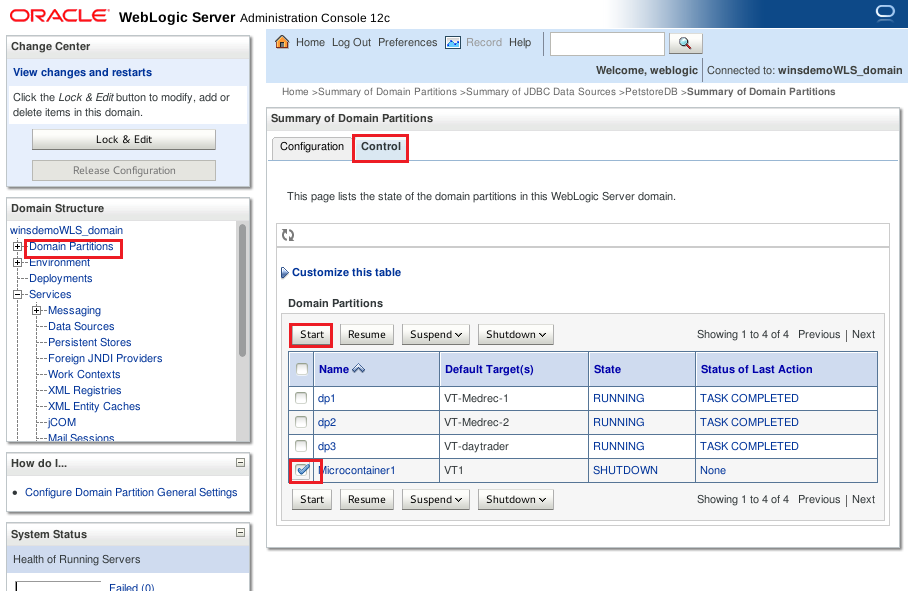 ORACLE WebLogic Server Administration Console 12c
Change Center
View changes and restarts
Click the Lock & Edit button to modify, add or
delete items in this domain.
Lock & Edit
Release Configuration
Domain Structure
winsdemoWLS_domain
Domain Partitions
Environment
Deployments
Services
Messaging
Data Sources
Persistent Stores
Foreign JNDI Providers
Work Contexts
XML Registries
XML Entity Caches
jCOM
Mail Sessions
How do I...
Configure Domain Partition General Settings
System Status
Health of Running Servers
Failed (0)
Home Log Out Preferences Record Help
Welcome, weblogic Connected to: winsdemoWLS_domain
Home >Summary of Domain Partitions >Summary of JDBC Data Sources >PetstoreDB >Summary of Domain Partitions
Summary of Domain Partitions
Configuration Control
This page lists the state of the domain partitions in this WebLogic Server domain.
Customize this table
Domain Partitions
Start Resume Suspend Shutdown Showing 1 to 4 of 4 Previous | Next
Name Default Target(s) State Status of Last Action
dp1 VT-Medrec-1 RUNNING TASK COMPLETED
dp2 VT-Medrec-2 RUNNING TASK COMPLETED
dp3 VT-daytrader RUNNING TASK COMPLETED
Microcontainer1 VT1 SHUTDOWN None
Start Resume Suspend Shutdown Showing 1 to 4 of 4 Previous | Next